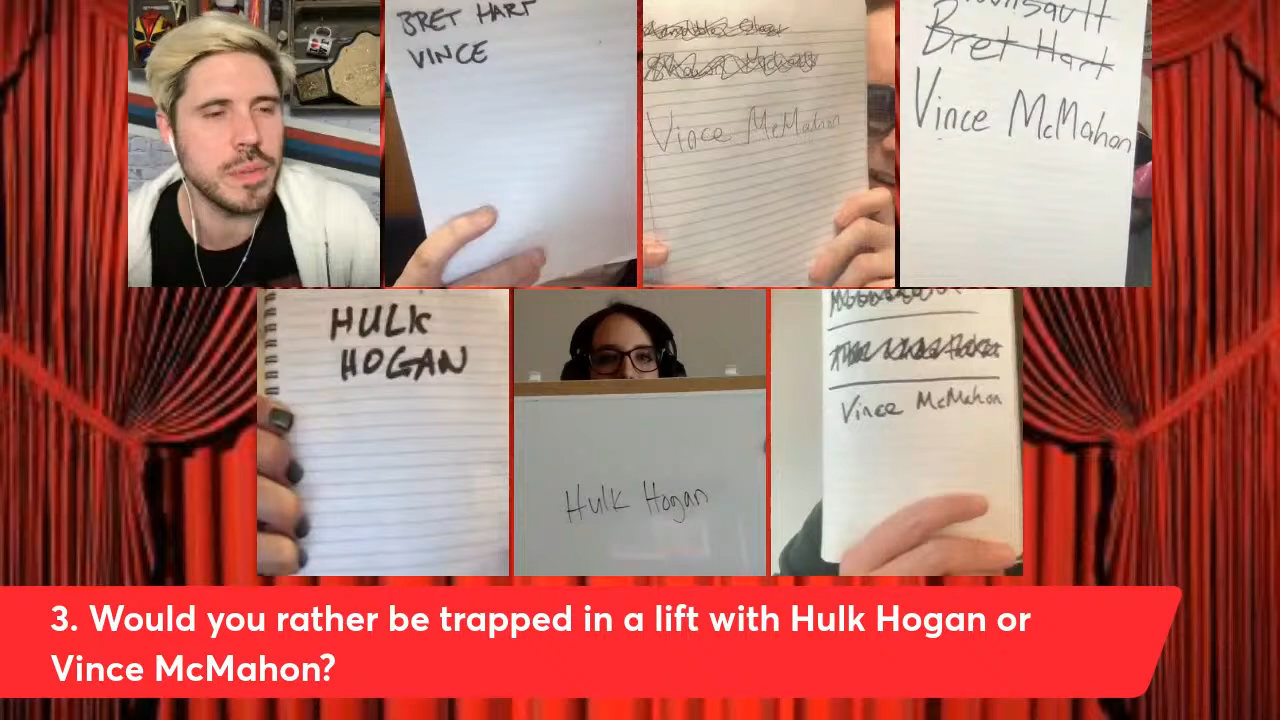 BRET HART
VINCE
Vince McMahon
Bret Hart
Vince McMahon
HULK
HOGAN
Hulk Hogan
Vince McMahon
3. Would you rather be trapped in a lift with Hulk Hogan or
Vince McMahon?